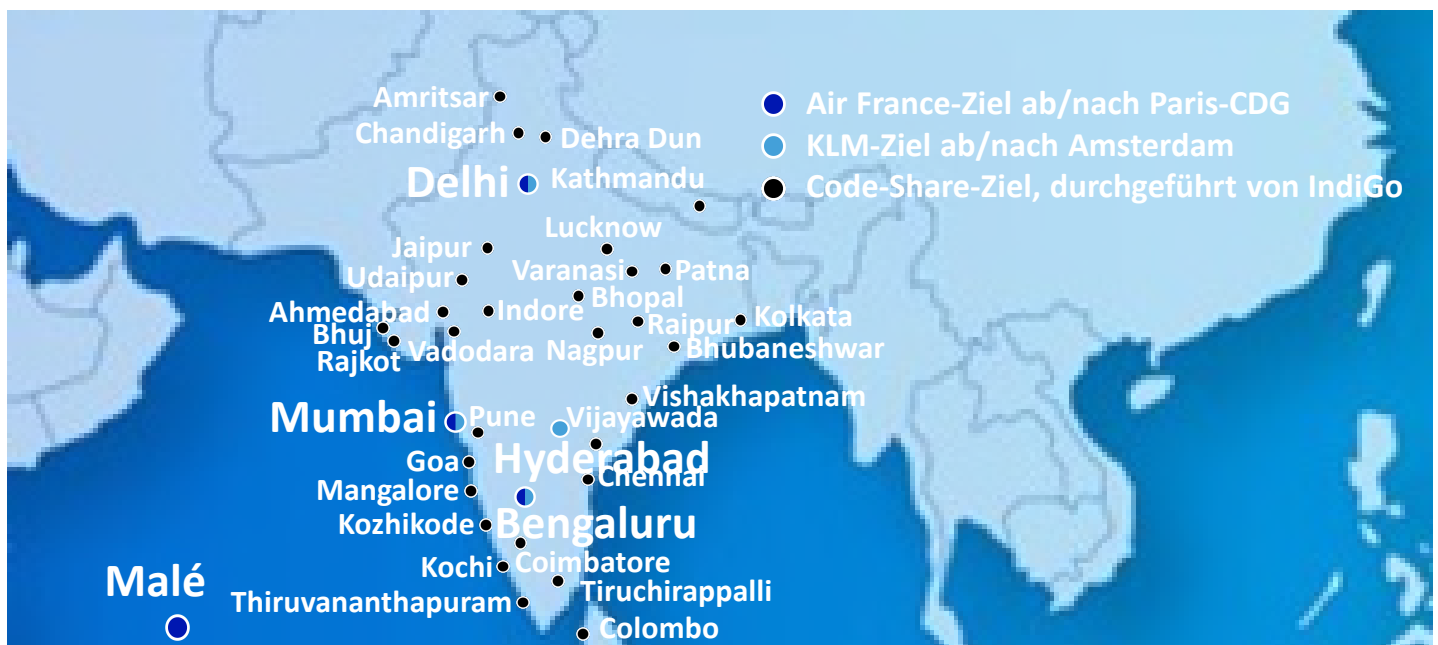 Amritsar
Air France-Ziel ab/nach Paris-CDG
Chandigarh
Dehra Dun
KLM-Ziel ab/nach Amsterdam
Delhi
Kathmandu
Code-Share-Ziel, durchgeführt von IndiGo
Lucknow
Jaipur
Varanasi
Patna
Udaipur
Bhopal
Ahmedabad
Indore
Raipur
Kolkata
Bhuj
Rajkot
Vadodara
Nagpur
Bhubaneshwar
Vishakhapatnam
Mumbai
Pune
Vijayawada
Goa
Hyderabad
Chennai
Mangalore
Kozhikode
Bengaluru
Kochi
Coimbatore
Malé
Tiruchirappalli
Thiruvananthapuram
Colombo